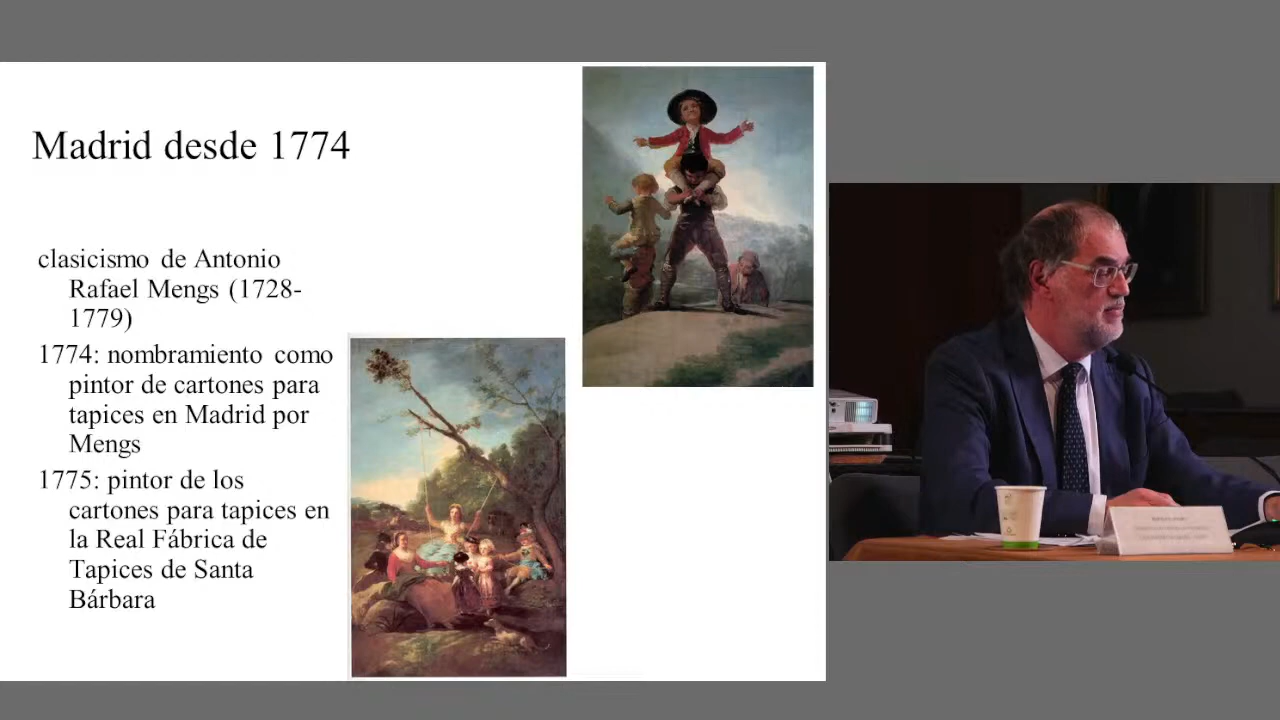 Madrid desde 1774
clasicismo de Antonio
Rafael Mengs (1728-
1779)
1774: nombramiento como
pintor de cartones para
tapices en Madrid por
Mengs
1775: pintor de los
cartones para tapices en
la Real Fábrica de
Tapices de Santa
Bárbara